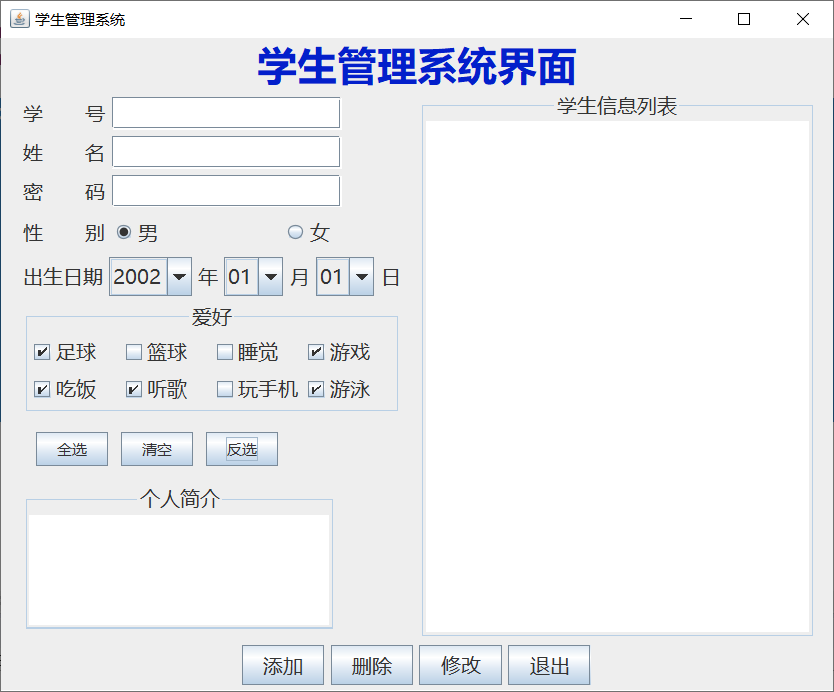 学生管理系统
学生管理系统界面
学 号
姓 名
密 码
性 别 男 女
出生日期 2002 年 01 月 01 日
爱好
足球 篮球 睡觉 游戏
吃饭 听歌 玩手机 游泳
全选 清空 反选
个人简介
学生信息列表
添加 删除 修改 退出